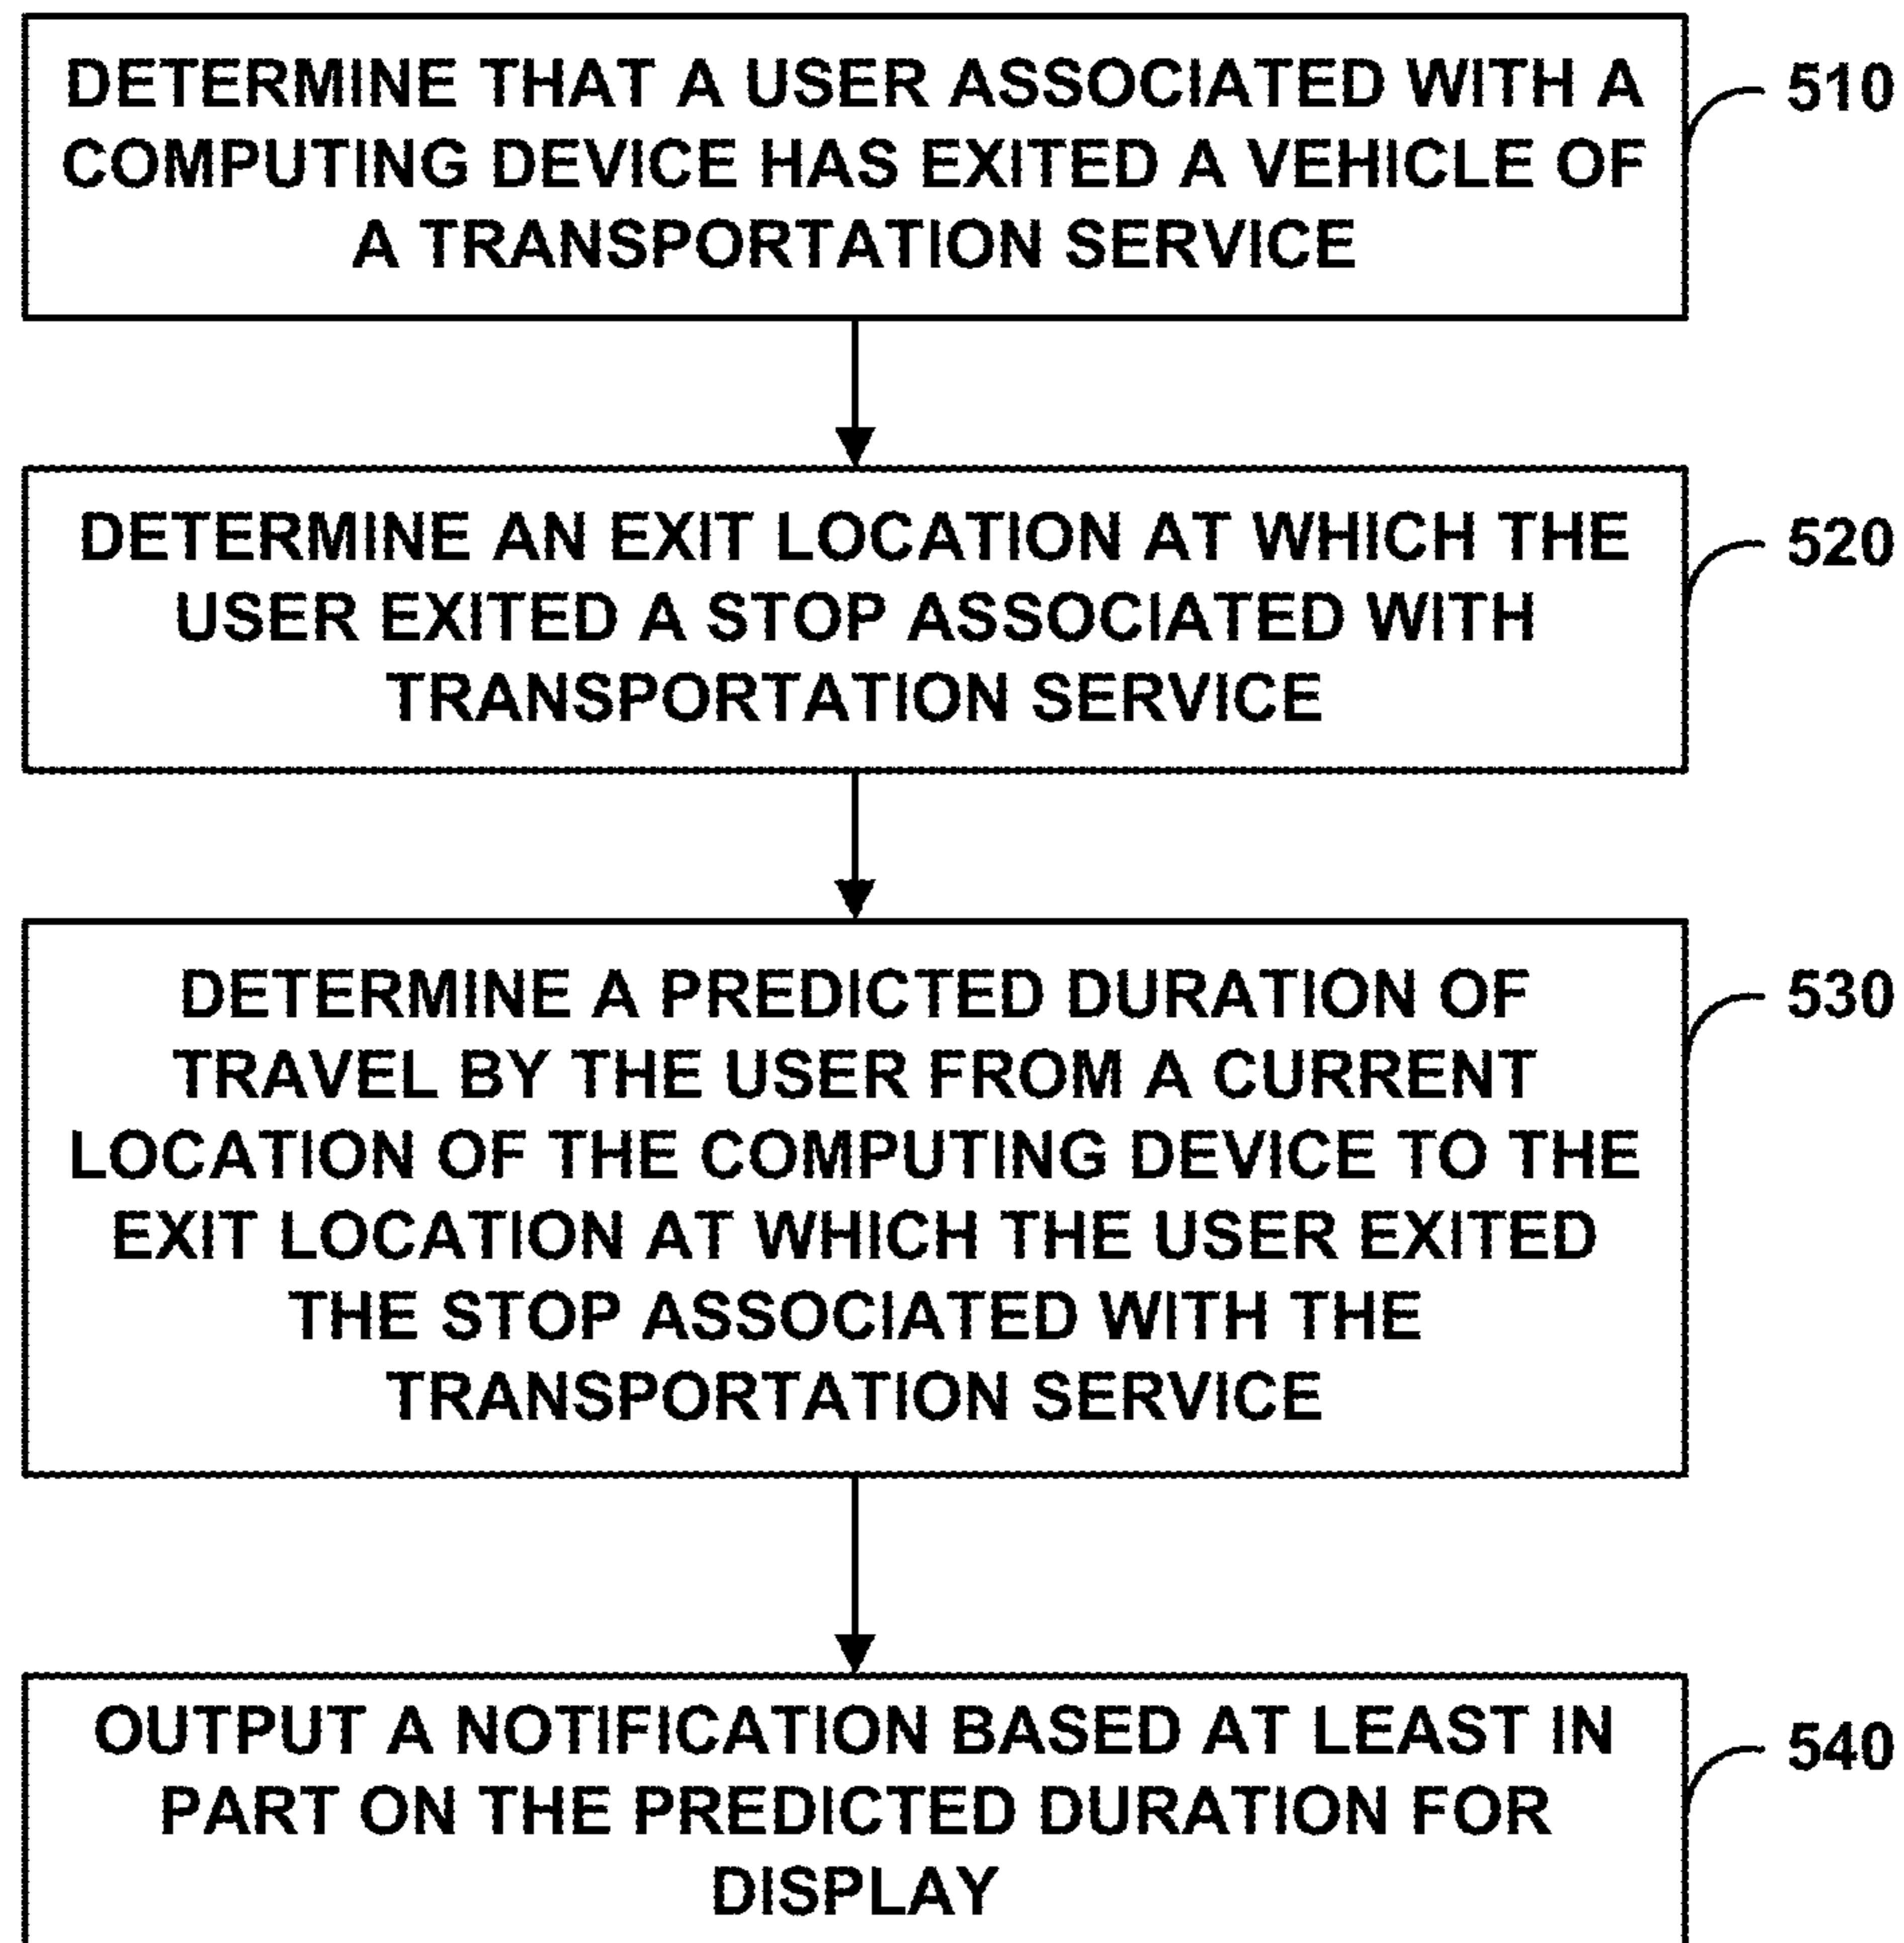 DETERMINE THAT A USER ASSOCIATED WITH A
COMPUTING DEVICE HAS EXITED A VEHICLE OF
A TRANSPORTATION SERVICE
510
DETERMINE AN EXIT LOCATION AT WHICH THE
USER EXITED A STOP ASSOCIATED WITH
TRANSPORTATION SERVICE
520
DETERMINE A PREDICTED DURATION OF
TRAVEL BY THE USER FROM A CURRENT
LOCATION OF THE COMPUTING DEVICE TO THE
EXIT LOCATION AT WHICH THE USER EXITED
THE STOP ASSOCIATED WITH THE
TRANSPORTATION SERVICE
530
OUTPUT A NOTIFICATION BASED AT LEAST IN
PART ON THE PREDICTED DURATION FOR
DISPLAY
540